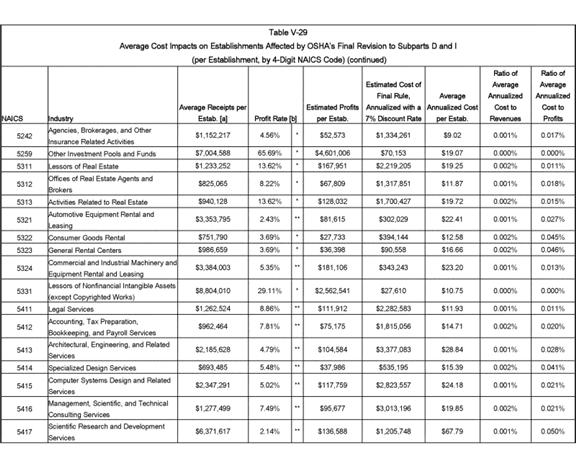 Table V-29
Average Cost Impacts on Establishments Affected by OSHA's Final Revision to Subparts D and I
(per Establishment, by 4-Digit NAICS Code) (continued)
NAICS Industry Average Receipts per Estab. [a] Profit Rate [b] Estimated Profits per Estab. Estimated Cost of Final Rule, Annualized with a 7% Discount Rate Average Annualized Cost per Estab. Ratio of Average Annualized Cost to Revenues Ratio of Average Annualized Cost to Profits
5242 Agencies, Brokerages, and Other Insurance Related Activities $1,152,217 4.56% * $52,573 $1,334,261 $9.02 0.001% 0.017%
5259 Other Investment Pools and Funds $7,004,588 65.69% * $4,601,006 $70,153 $19.07 0.000% 0.000%
5311 Lessors of Real Estate $1,233,252 13.62% * $167,951 $2,219,205 $19.25 0.002% 0.011%
5312 Offices of Real Estate Agents and Brokers $825,065 8.22% * $67,809 $1,317,851 $11.87 0.001% 0.018%
5313 Activities Related to Real Estate $940,128 13.62% * $128,032 $1,700,427 $19.72 0.002% 0.015%
5321 Automotive Equipment Rental and Leasing $3,353,795 2.43% ** $81,615 $302,029 $22.41 0.001% 0.027%
5322 Consumer Goods Rental $751,790 3.69% * $27,733 $394,144 $12.58 0.002% 0.045%
5323 General Rental Centers $986,659 3.69% * $36,398 $90,558 $16.66 0.002% 0.046%
5324 Commercial and Industrial Machinery and Equipment Rental and Leasing $3,384,003 5.35% ** $181,106 $343,243 $23.20 0.001% 0.013%
5331 Lessors of Nonfinancial Intangible Assets (except Copyrighted Works) $8,804,010 29.11% * $2,562,541 $27,610 $10.75 0.000% 0.000%
5411 Legal Services $1,262,524 8.86% ** $111,912 $2,282,583 $11.93 0.001% 0.011%
5412 Accounting, Tax Preparation, Bookkeeping, and Payroll Services $962,464 7.81% ** $75,175 $1,815,056 $14.71 0.002% 0.020%
5413 Architectural, Engineering, and Related Services $2,185,628 4.79% ** $104,584 $3,377,083 $28.84 0.001% 0.028%
5414 Specialized Design Services $693,485 5.48% ** $37,986 $535,195 $15.39 0.002% 0.041%
5415 Computer Systems Design and Related Services $2,347,291 5.02% ** $117,759 $2,823,557 $24.18 0.001% 0.021%
5416 Management, Scientific, and Technical Consulting Services $1,277,499 7.49% ** $95,677 $3,013,196 $19.85 0.002% 0.021%
5417 Scientific Research and Development Services $6,371,617 2.14% ** $136,588 $1,205,748 $67.79 0.001% 0.050%